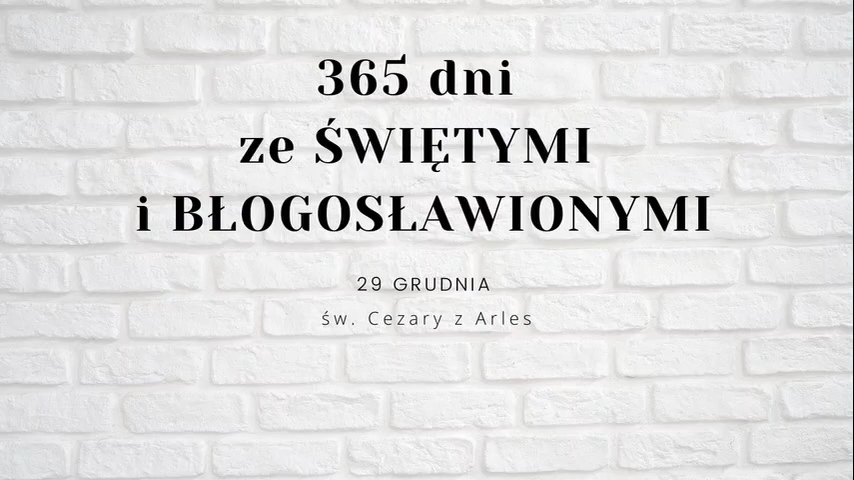 365 dni
ze ŚWIĘTYMI
i BŁOGOSŁAWIONYMI
29 GRUDNIA
św. Cezary z Arles